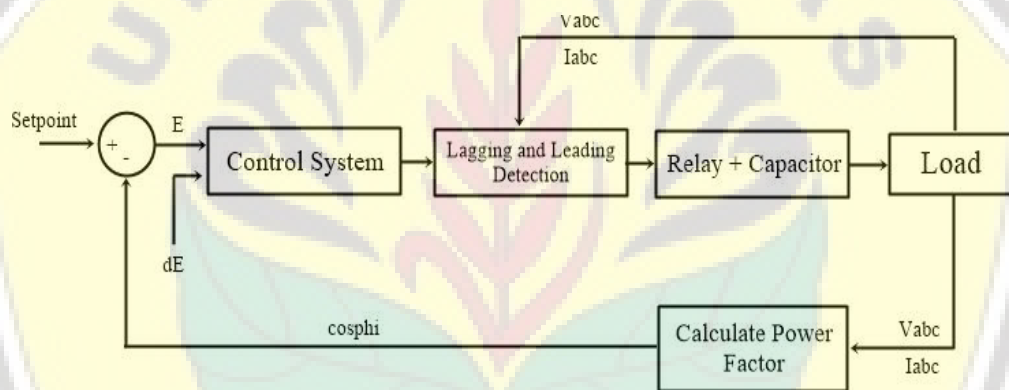 Vabc
Iabc
Setpoint
+
-
E
dE
Control System
Lagging and Leading
Detection
Relay + Capacitor
Load
cosphi
Calculate Power
Factor
Vabc
Iabc
U
S